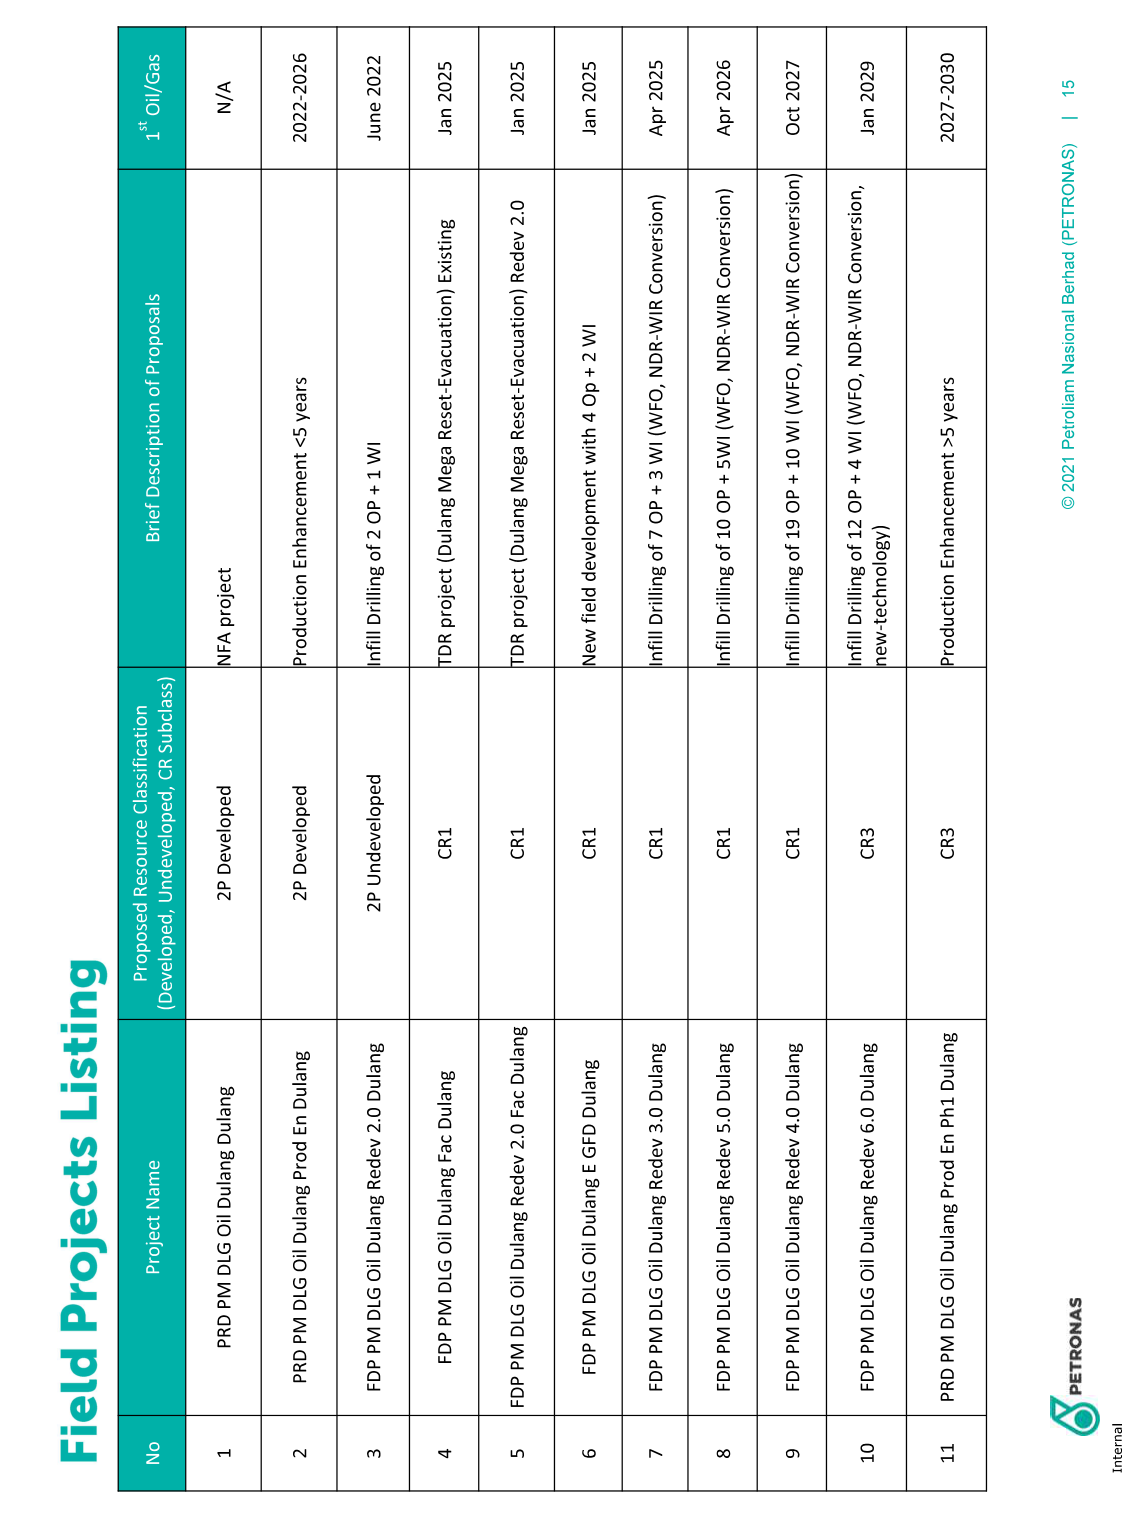 Field Projects Listing
No
Project Name
Proposed Resource Classification
(Developed, Undeveloped, CR Subclass)
Brief Description of Proposals
1st Oil/Gas
1
PRD PM DLG Oil Dulang Dulang
2P Developed
NFA project
N/A
2
PRD PM DLG Oil Dulang Prod En Dulang
2P Developed
Production Enhancement <5 years
2022-2026
3
FDP PM DLG Oil Dulang Redev 2.0 Dulang
2P Undeveloped
Infill Drilling of 2 OP + 1 WI
June 2022
4
FDP PM DLG Oil Dulang Fac Dulang
CR1
TDR project (Dulang Mega Reset-Evacuation) Existing
Jan 2025
5
FDP PM DLG Oil Dulang Redev 2.0 Fac Dulang
CR1
TDR project (Dulang Mega Reset-Evacuation) Redev 2.0
Jan 2025
6
FDP PM DLG Oil Dulang E GFD Dulang
CR1
New field development with 4 Op + 2 WI
Jan 2025
7
FDP PM DLG Oil Dulang Redev 3.0 Dulang
CR1
Infill Drilling of 7 OP + 3 WI (WFO, NDR-WIR Conversion)
Apr 2025
8
FDP PM DLG Oil Dulang Redev 5.0 Dulang
CR1
Infill Drilling of 10 OP + 5WI (WFO, NDR-WIR Conversion)
Apr 2026
9
FDP PM DLG Oil Dulang Redev 4.0 Dulang
CR1
Infill Drilling of 19 OP + 10 WI (WFO, NDR-WIR Conversion)
Oct 2027
10
FDP PM DLG Oil Dulang Redev 6.0 Dulang
CR3
Infill Drilling of 12 OP + 4 WI (WFO, NDR-WIR Conversion,
new-technology)
Jan 2029
11
PRD PM DLG Oil Dulang Prod En Ph1 Dulang
CR3
Production Enhancement >5 years
2027-2030
PETRONAS
© 2021 Petroliam Nasional Berhad (PETRONAS) | 15
Internal